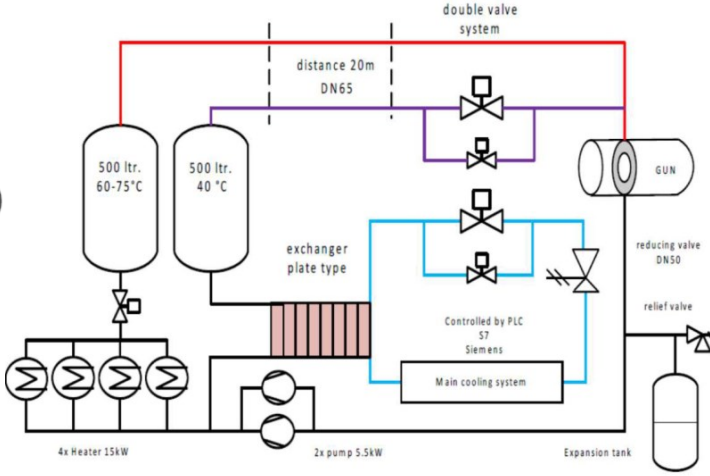 double valve
system
distance 20m
DN65
500 ltr.
60-75°C
500 ltr.
40 °C
GUN
exchanger
plate type
reducing valve
DN50
relief valve
Controlled by PLC
S7
Siemens
Main cooling system
4x Heater 15kW
2x pump 5.5kW
Expansion tank